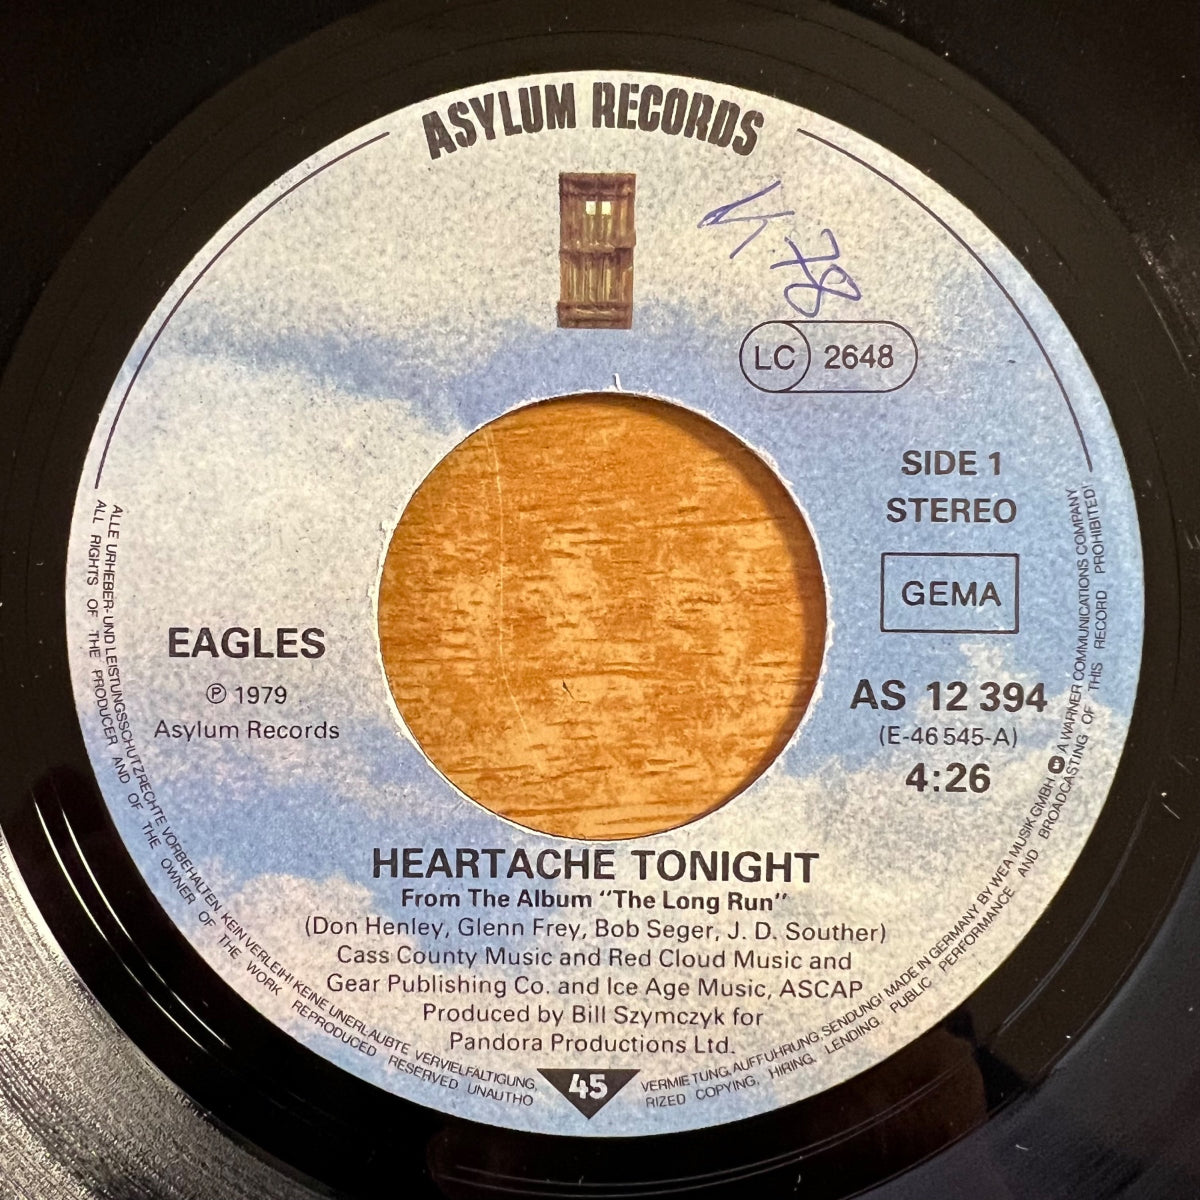 ASYLUM RECORDS
K 78
LC 2648
SIDE 1
STEREO
GEMA
EAGLES
℗ 1979
Asylum Records
AS 12 394
(E-46 545-A)
4:26
HEARTACHE TONIGHT
From The Album "The Long Run"
(Don Henley, Glenn Frey, Bob Seger, J. D. Souther)
Cass County Music and Red Cloud Music and
Gear Publishing Co. and Ice Age Music, ASCAP
Produced by Bill Szymczyk for
Pandora Productions Ltd.
45
ALLE URHEBER- UND LEISTUNGSSCHUTZRECHTE VORBEHALTEN KEIN VERLEIH! KEINE UNERLAUBTE VERVIELFÄLTIGUNG, VERMIETUNG, AUFFÜHRUNG, SENDUNG! MADE IN GERMANY BY WEA MUSIK GMBH A WARNER COMMUNICATIONS COMPANY
ALL RIGHTS OF THE PRODUCER AND OF THE OWNER OF THE WORK REPRODUCED RESERVED UNAUTHORIZED COPYING, HIRING, LENDING, PUBLIC PERFORMANCE AND BROADCASTING OF THIS RECORD PROHIBITED!